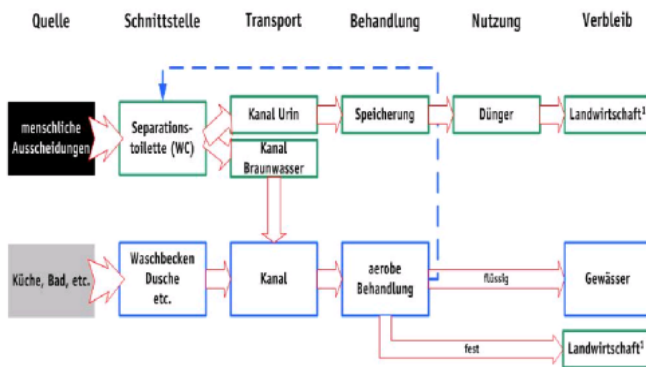 Quelle Schnittstelle Transport Behandlung Nutzung Verbleib
menschliche
Ausscheidungen
Separations-
toilette (WC)
Kanal Urin
Kanal
Braunwasser
Speicherung
Dünger
Landwirtschaft¹
Küche, Bad, etc.
Waschbecken
Dusche
etc.
Kanal
aerobe
Behandlung
flüssig
Gewässer
fest
Landwirtschaft¹